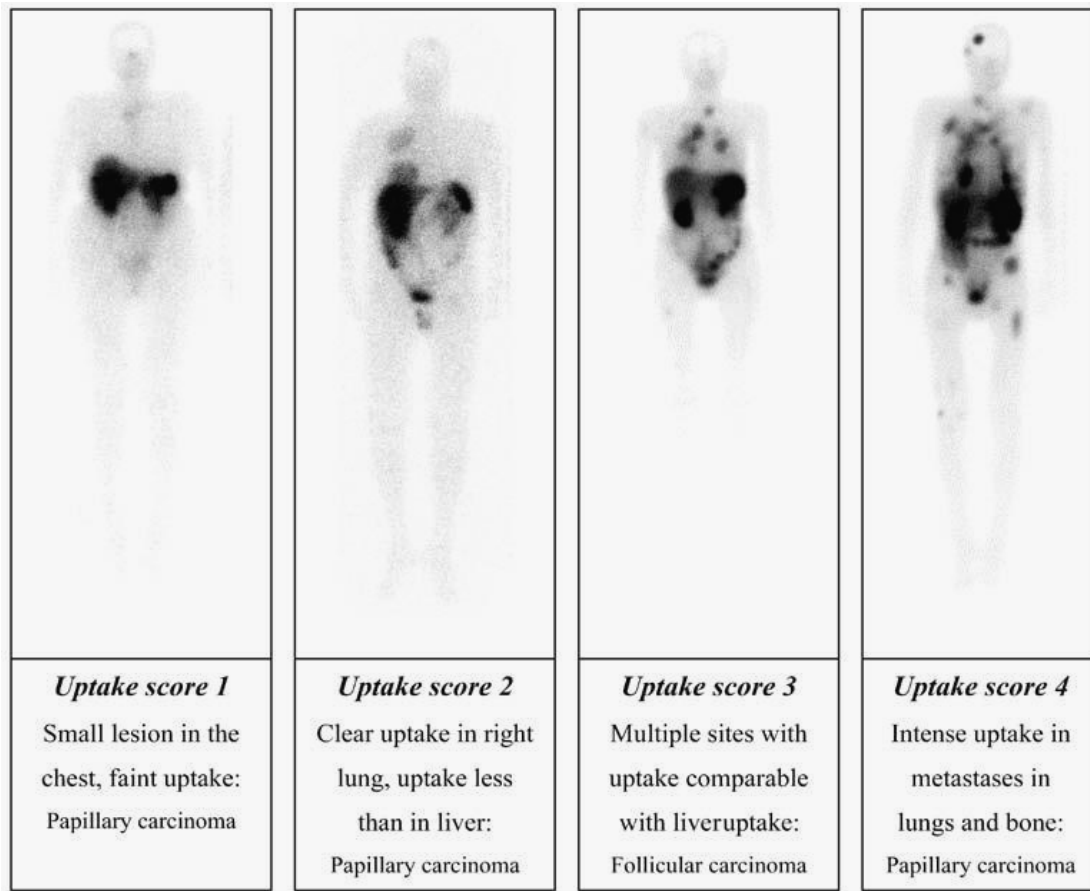 Uptake score 1
Small lesion in the
chest, faint uptake:
Papillary carcinoma
Uptake score 2
Clear uptake in right
lung, uptake less
than in liver:
Papillary carcinoma
Uptake score 3
Multiple sites with
uptake comparable
with liveruptake:
Follicular carcinoma
Uptake score 4
Intense uptake in
metastases in
lungs and bone:
Papillary carcinoma